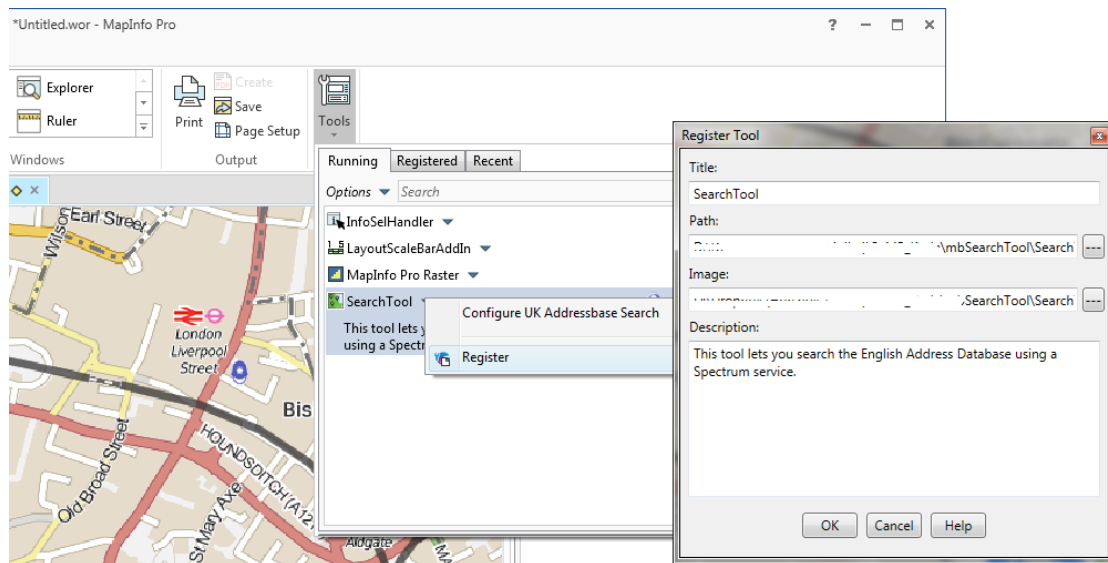 *Untitled.wor - MapInfo Pro
?
Explorer
Ruler
Print
Create
Save
Page Setup
Tools
Windows
Output
Running Registered Recent
Options Search
InfoSelHandler
LayoutScaleBarAddIn
MapInfo Pro Raster
SearchTool
This tool lets y
using a Spectr
Configure UK Addressbase Search
Register
Register Tool
Title:
SearchTool
Path:
\mbSearchTool\Search
Image:
SearchTool\Search
Description:
This tool lets you search the English Address Database using a
Spectrum service.
OK Cancel Help
Earl Street
Wilson
London
Liverpool
Street
Bis
HOUNDSDITCH (A12
Old Broad Street
St Mary Axe
Aldgate